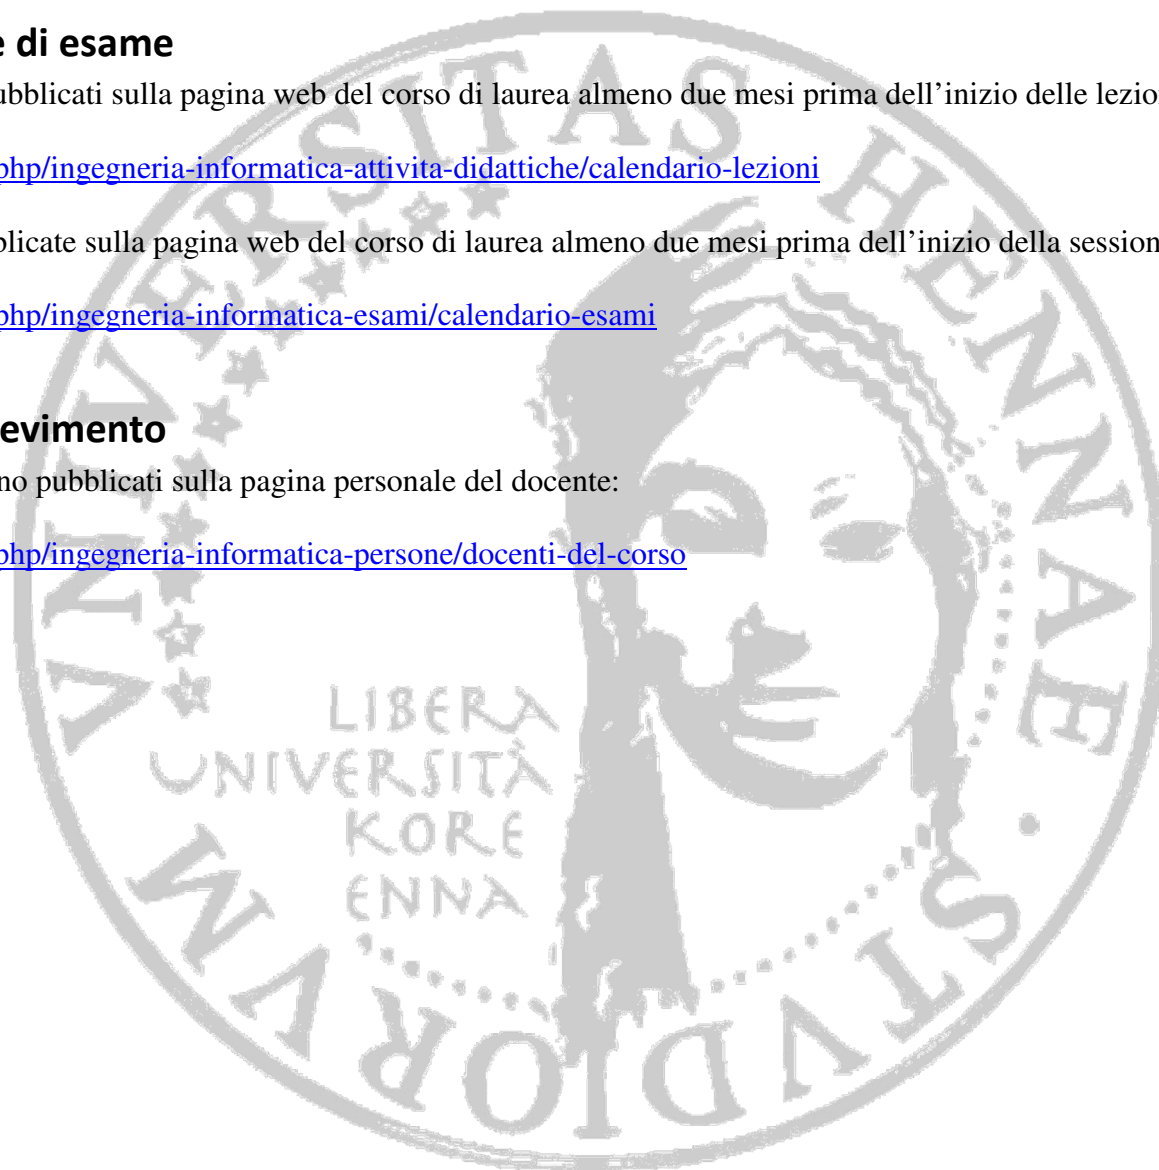 e di esame
ubblicati sulla pagina web del corso di laurea almeno due mesi prima dell’inizio delle lezio
php/ingegneria-informatica-attivita-didattiche/calendario-lezioni
blicate sulla pagina web del corso di laurea almeno due mesi prima dell’inizio della session
php/ingegneria-informatica-esami/calendario-esami
evimento
no pubblicati sulla pagina personale del docente:
php/ingegneria-informatica-persone/docenti-del-corso
VNIVERSITAS HENNAE · STVDIORVM
LIBERA
UNIVERSITÀ
KORE
ENNA